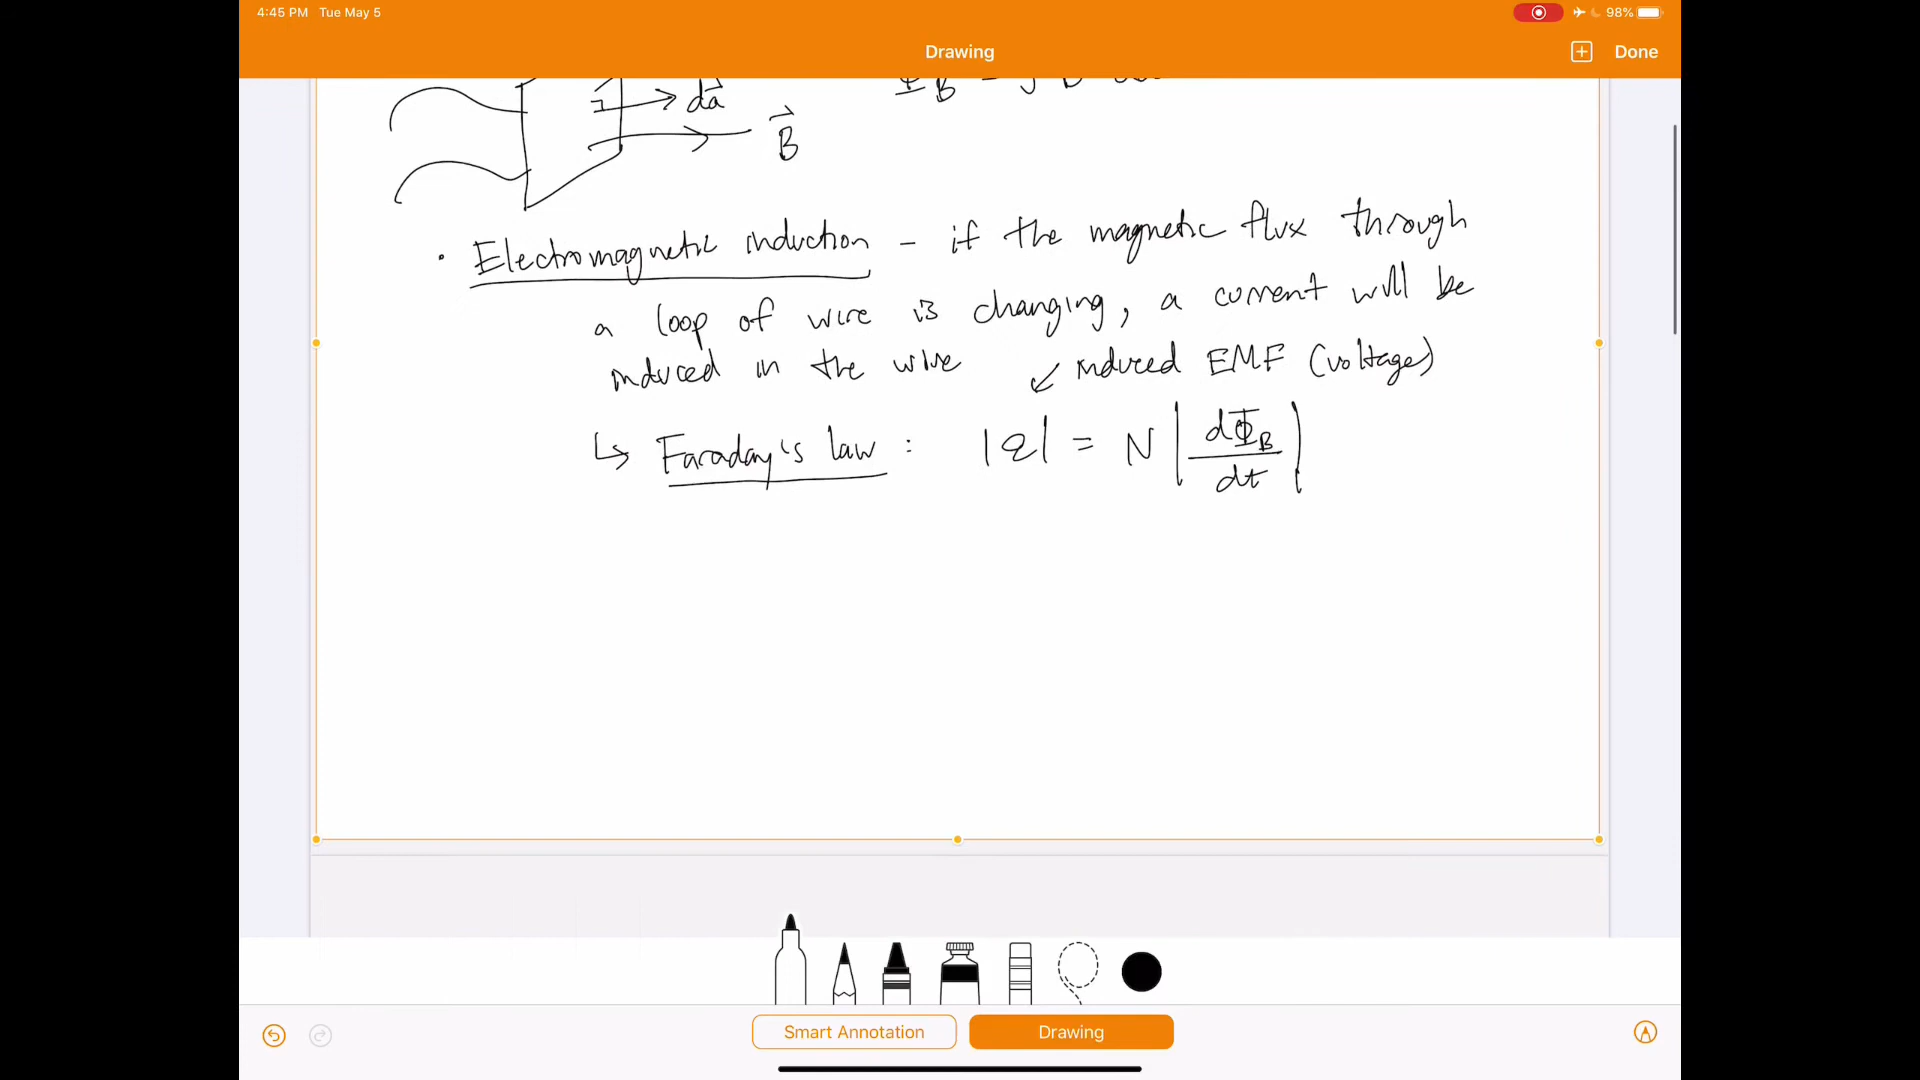 4:45 PM Tue May 5
98%
Drawing
Done
da
B
Φ_B = ∫ B
• Electromagnetic induction – if the magnetic flux through
a loop of wire is changing, a current will be
induced in the wire
↙ induced EMF (voltage)
↳ Faraday's law : |ℰ| = N |dΦ_B/dt|
Smart Annotation
Drawing